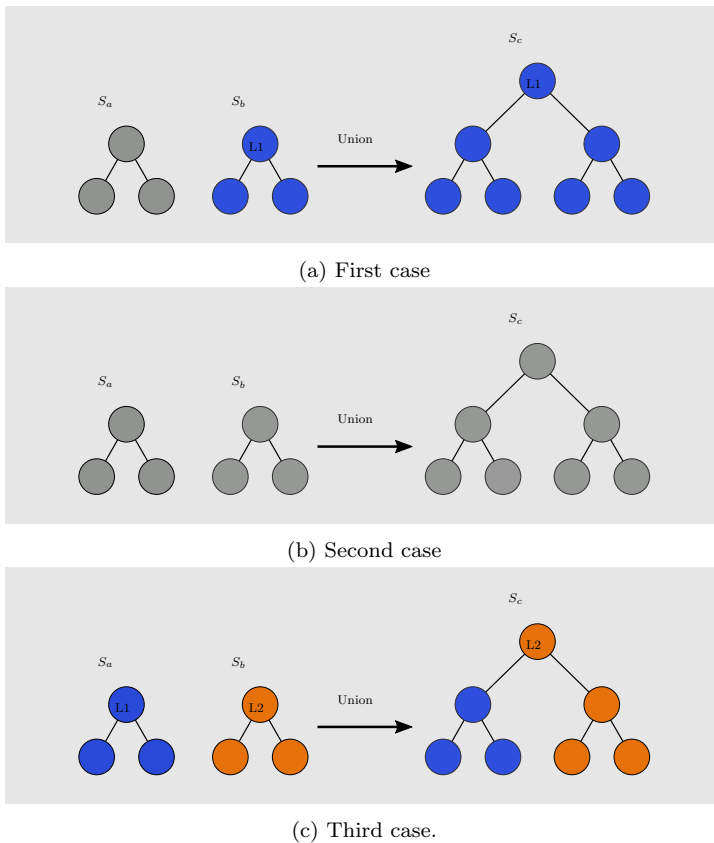 S_c
S_a
S_b
Union
L1
L1
(a) First case
S_c
S_a
S_b
Union
(b) Second case
S_c
S_a
S_b
Union
L2
L1
L2
(c) Third case.